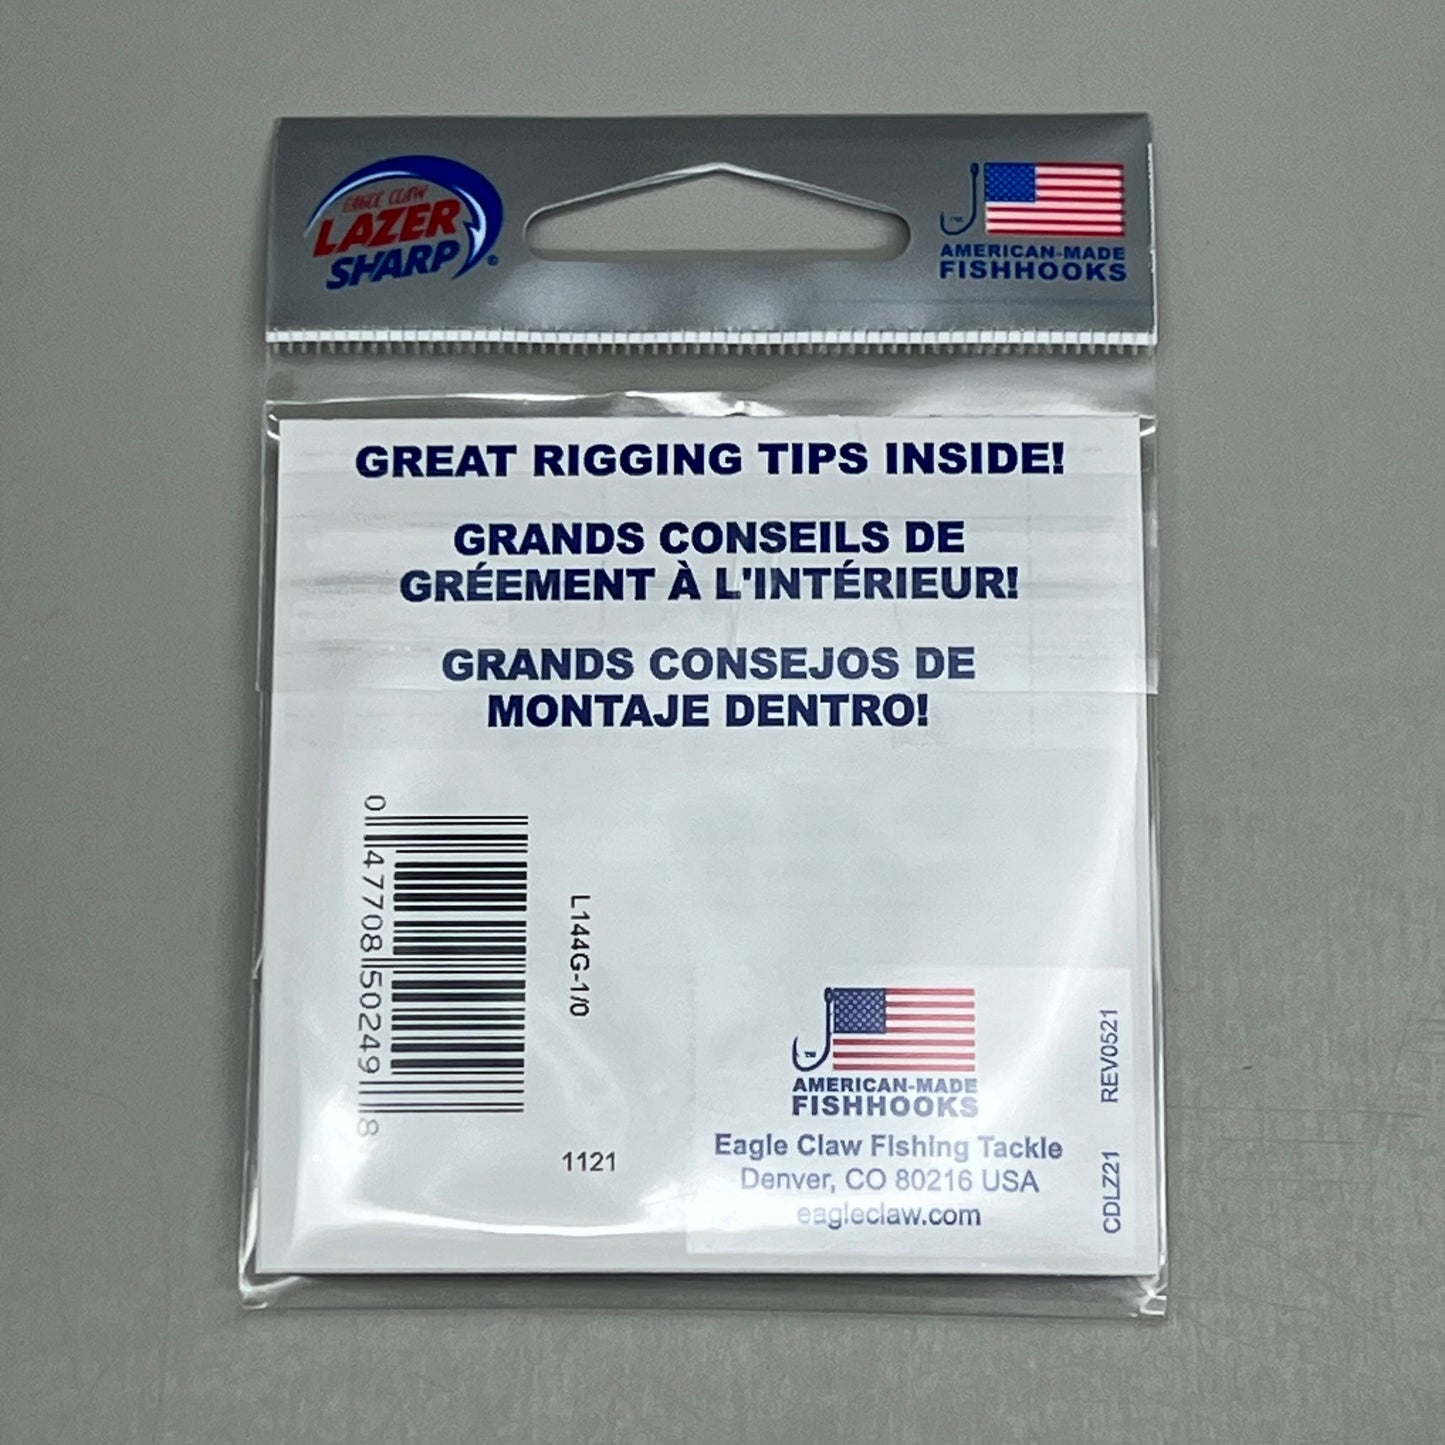 EAGLE CLAW
LAZER
SHARP®
AMERICAN-MADE
FISHHOOKS
GREAT RIGGING TIPS INSIDE!
GRANDS CONSEILS DE
GRÉEMENT À L'INTÉRIEUR!
GRANDS CONSEJOS DE
MONTAJE DENTRO!
0 47708 50249 8
L144G-1/0
1121
AMERICAN-MADE
FISHHOOKS
Eagle Claw Fishing Tackle
Denver, CO 80216 USA
eagleclaw.com
CDLZ21 REV0521